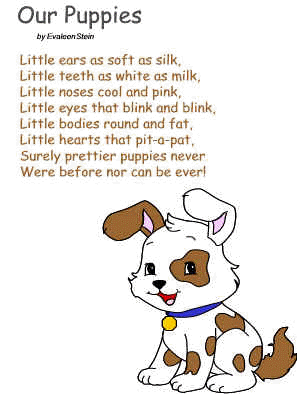 Our Puppies
by Evaleen Stein
Little ears as soft as silk,
Little teeth as white as milk,
Little noses cool and pink,
Little eyes that blink and blink,
Little bodies round and fat,
Little hearts that pit-a-pat,
Surely prettier puppies never
Were before nor can be ever!